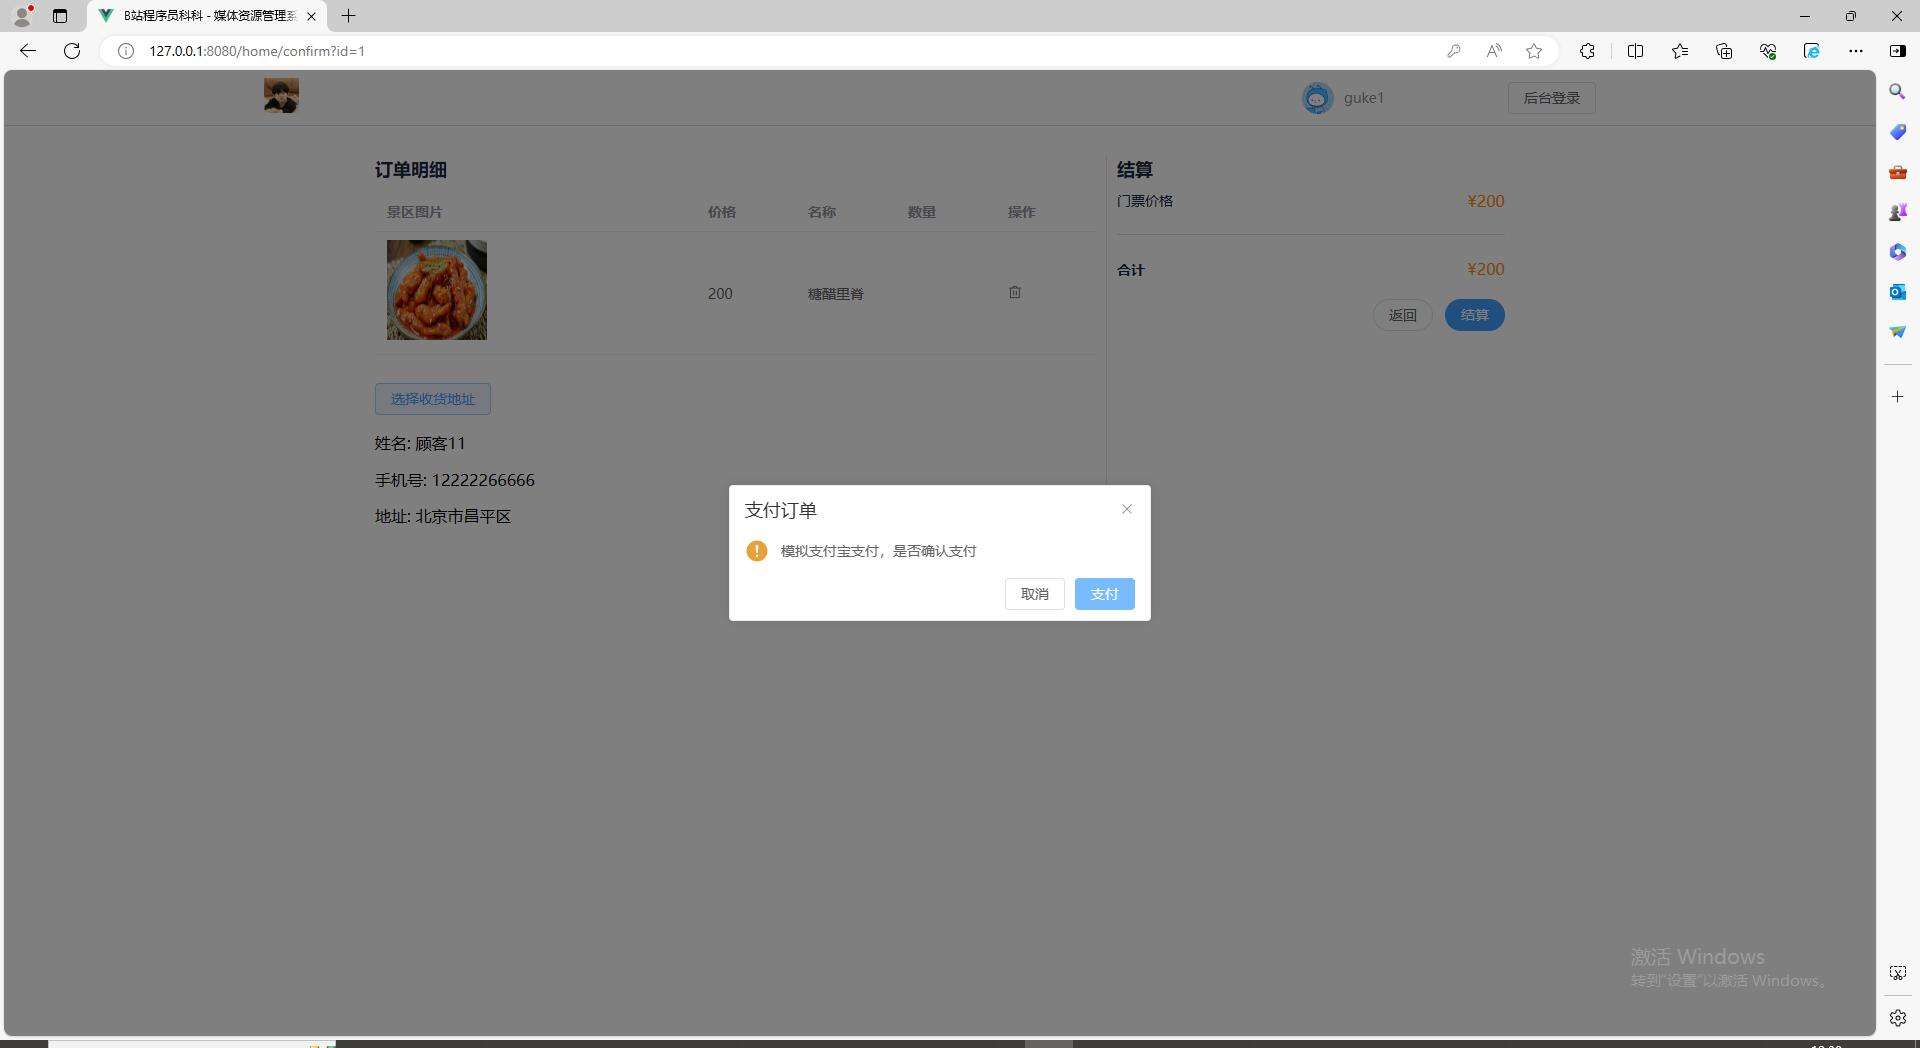 B站程序员科科 - 媒体资源管理系
127.0.0.1:8080/home/confirm?id=1
guke1
后台登录
订单明细
景区图片 价格 名称 数量 操作
200 糖醋里脊
选择收货地址
姓名: 顾客11
手机号: 12222266666
地址: 北京市昌平区
结算
门票价格 ¥200
合计 ¥200
返回 结算
支付订单
模拟支付宝支付，是否确认支付
取消 支付
激活 Windows
转到"设置"以激活 Windows。